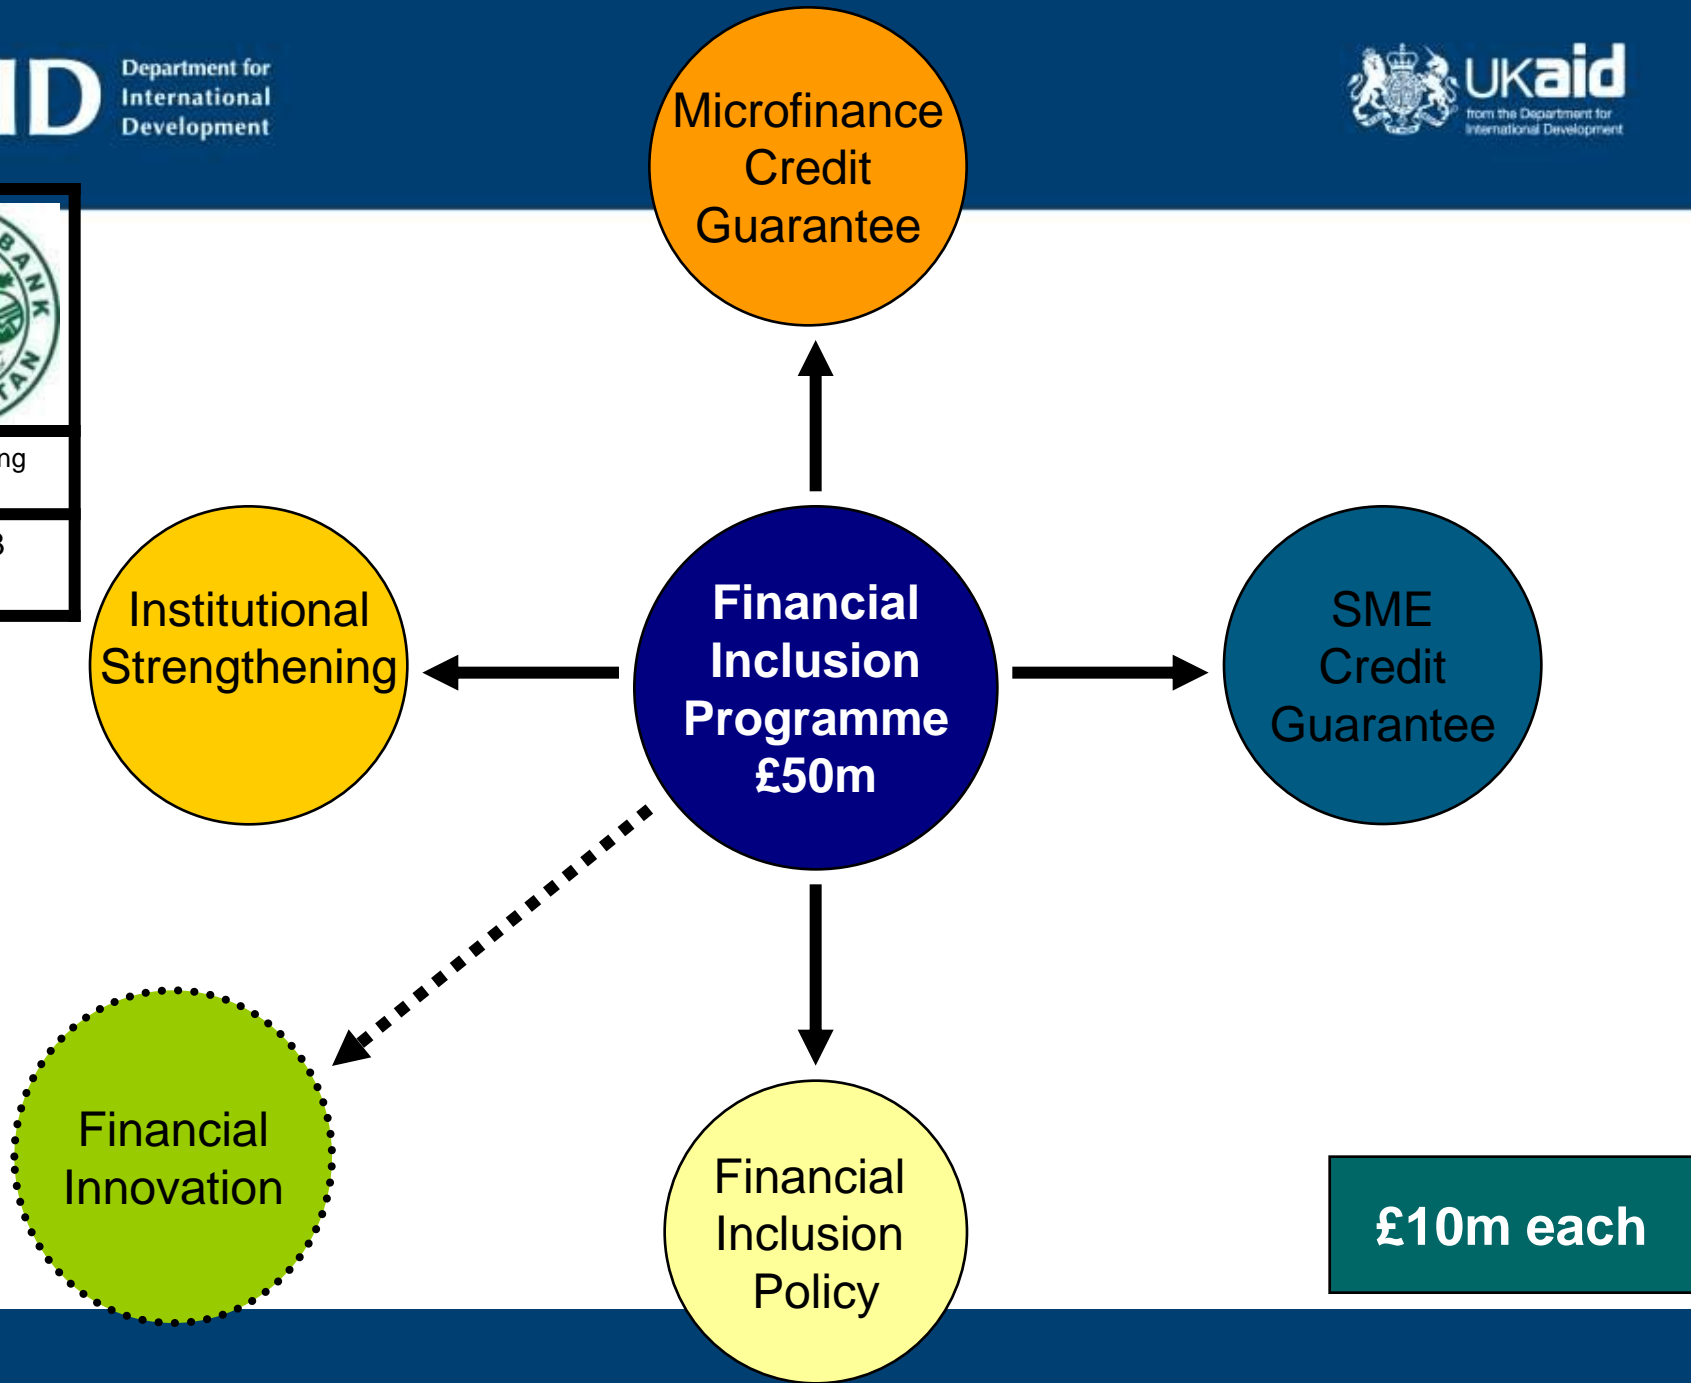 Department for
International
Development
UKaid
from the Department for
International Development
Microfinance
Credit
Guarantee
BANK
Institutional
Strengthening
Financial
Inclusion
Programme
£50m
SME
Credit
Guarantee
Financial
Innovation
Financial
Inclusion
Policy
£10m each